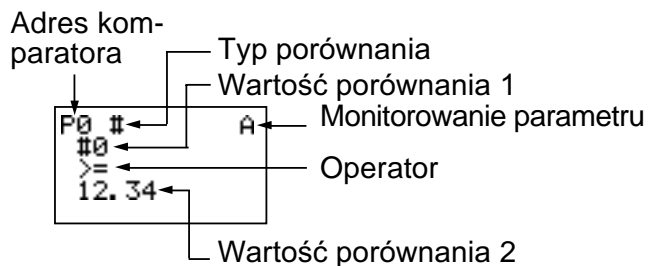 Adres kom-
paratora
Typ porównania
Wartość porównania 1
Monitorowanie parametru
P0 # A
#0
>=
12.34
Operator
Wartość porównania 2